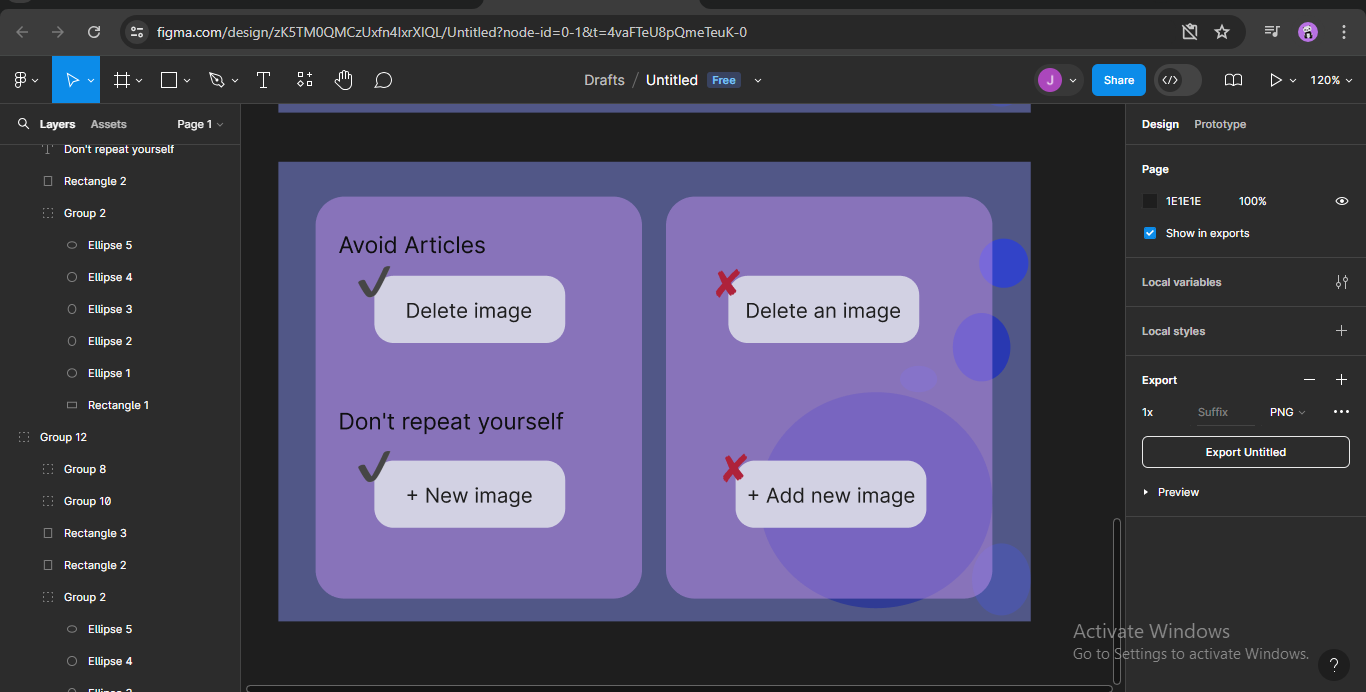 figma.com/design/zK5TM0QMCzUxfn4lxrXlQL/Untitled?node-id=0-1&t=4vaFTeU8pQmeTeuK-0
Drafts / Untitled Free
J
Share
120%
Layers Assets Page 1
Don't repeat yourself
Rectangle 2
Group 2
Ellipse 5
Ellipse 4
Ellipse 3
Ellipse 2
Ellipse 1
Rectangle 1
Group 12
Group 8
Group 10
Rectangle 3
Rectangle 2
Group 2
Ellipse 5
Ellipse 4
Ellipse 3
Avoid Articles
Delete image
Delete an image
Don't repeat yourself
+ New image
+ Add new image
Design Prototype
Page
1E1E1E 100%
Show in exports
Local variables
Local styles
Export
1x Suffix PNG
Export Untitled
Preview
Activate Windows
Go to Settings to activate Windows.
?